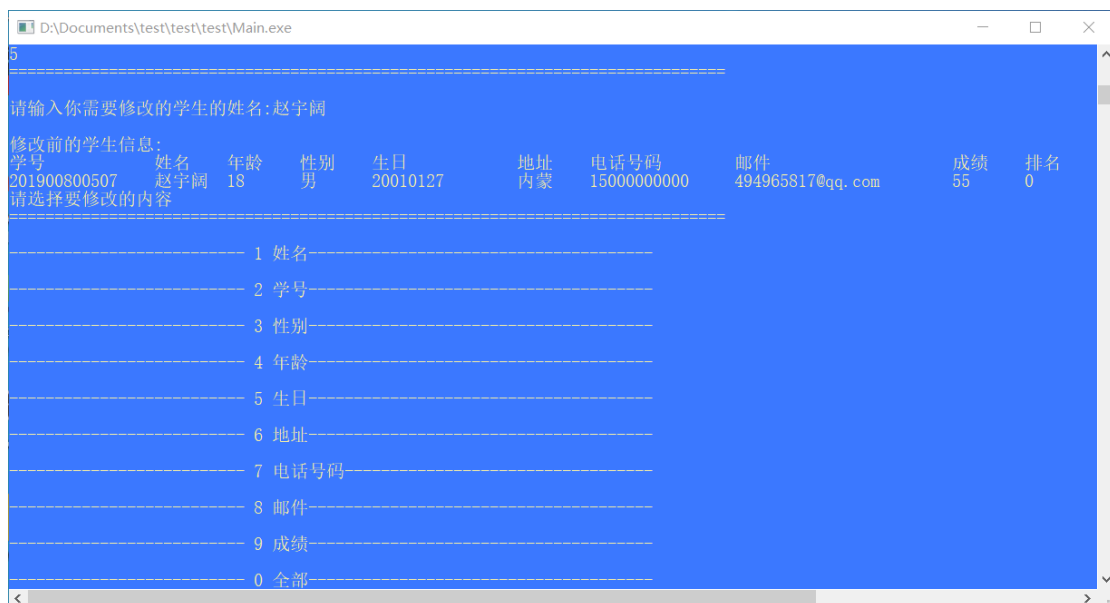 D:\Documents\test\test\test\Main.exe
5
===============================================================================
请输入你需要修改的学生的姓名:赵宇阔
修改前的学生信息:
学号 姓名 年龄 性别 生日 地址 电话号码 邮件 成绩 排名
201900800507 赵宇阔 18 男 20010127 内蒙 15000000000 494965817@qq.com 55 0
请选择要修改的内容
===============================================================================
-------------------------- 1 姓名--------------------------------------
-------------------------- 2 学号--------------------------------------
-------------------------- 3 性别--------------------------------------
-------------------------- 4 年龄--------------------------------------
-------------------------- 5 生日--------------------------------------
-------------------------- 6 地址--------------------------------------
-------------------------- 7 电话号码----------------------------------
-------------------------- 8 邮件--------------------------------------
-------------------------- 9 成绩--------------------------------------
-------------------------- 0 全部--------------------------------------